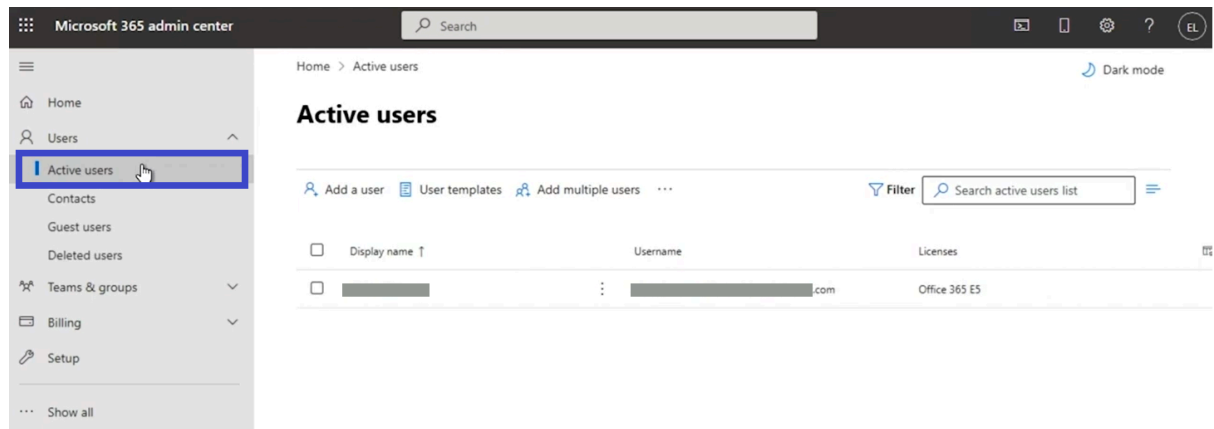 Microsoft 365 admin center
Search
?
EL
Home > Active users
Dark mode
Home
Active users
Users
Active users
Contacts
Guest users
Deleted users
Teams & groups
Billing
Setup
... Show all
Add a user User templates Add multiple users ...
Filter Search active users list
Display name ↑ Username Licenses
.com Office 365 E5